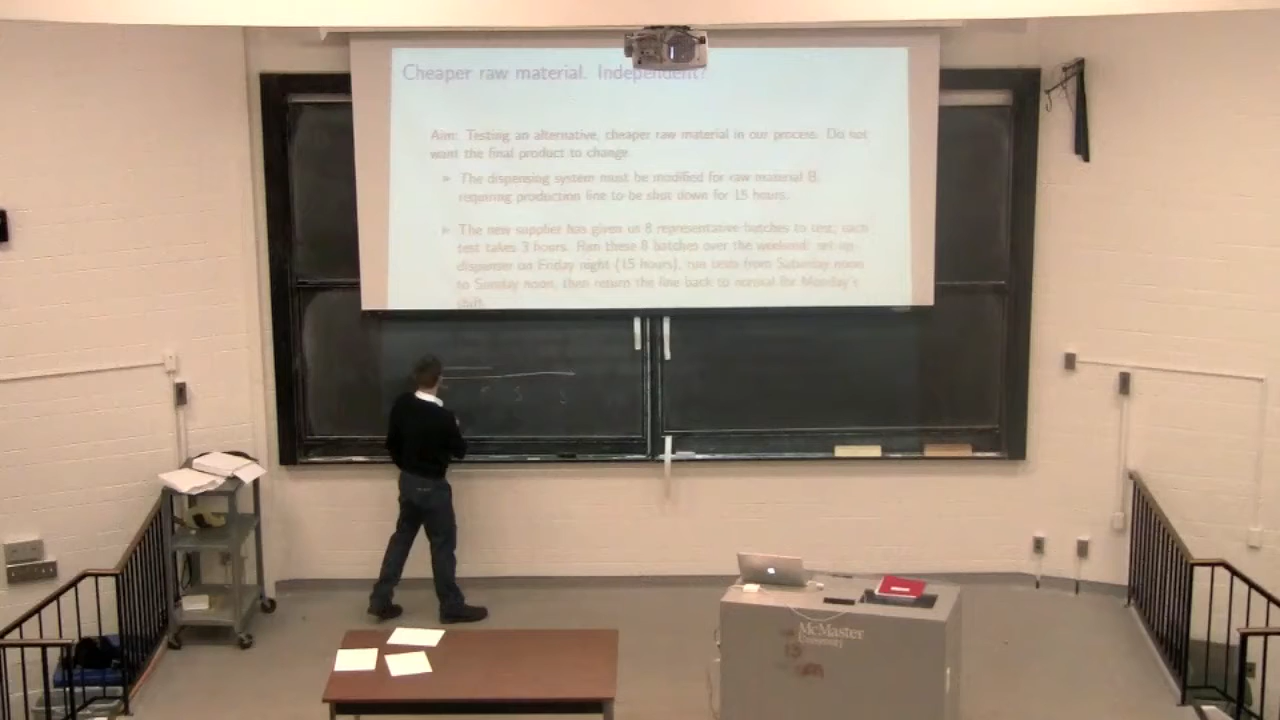 Cheaper raw material. Independent?
Aim: Testing an alternative, cheaper raw material in our process. Do not
want the final product to change.
The dispensing system must be modified for raw material B,
requiring production line to be shut down for 15 hours.
The new supplier has given us 8 representative batches to test; each
test takes 3 hours. Run these 8 batches over the weekend: set up
dispenser on Friday night (15 hours), run tests from Saturday noon
to Sunday noon, then return the line back to normal for Monday's
shift.
McMaster
University